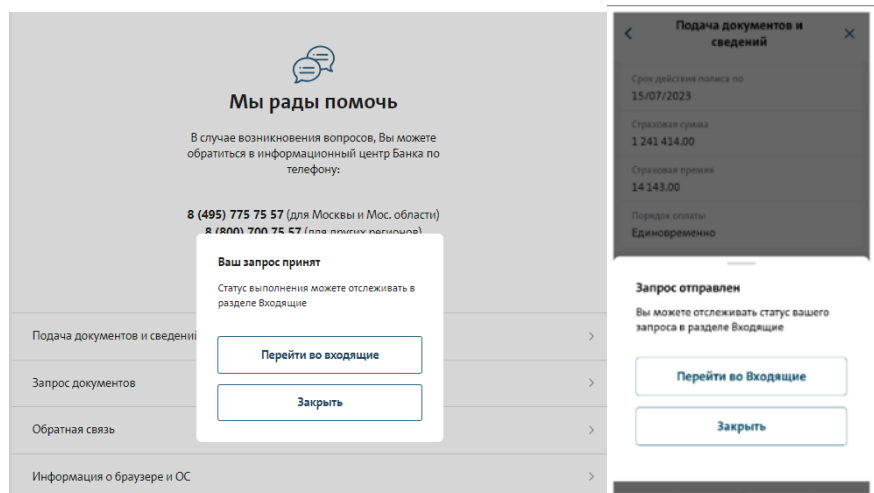 Мы рады помочь
В случае возникновения вопросов, Вы можете
обратиться в информационный центр Банка по
телефону:
8 (495) 775 75 57 (для Москвы и Мос. области)
8 (800) 700 75 57 (для других регионов)
Ваш запрос принят
Статус выполнения можете отслеживать в
разделе Входящие
Перейти во входящие
Закрыть
Подача документов и сведений
Запрос документов
Обратная связь
Информация о браузере и ОС
Подача документов и
сведений
Срок действия полиса по
15/07/2023
Страховая сумма
1 241 414.00
Страховая премия
14 143.00
Порядок оплаты
Единовременно
Запрос отправлен
Вы можете отслеживать статус вашего
запроса в разделе Входящие
Перейти во Входящие
Закрыть